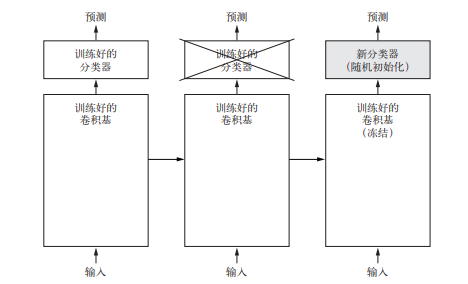 预测
预测
预测
训练好的
分类器
训练好的
分类器
新分类器
（随机初始化）
训练好的
卷积基
训练好的
卷积基
训练好的
卷积基
（冻结）
输入
输入
输入